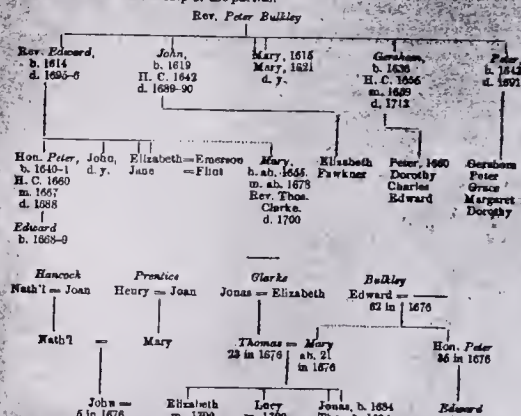 Rev. Peter Bulkley
Rev. Edward,
b. 1614
d. 1695-6
John,
b. 1619
H. C. 1642
d. 1689-90
Mary, 1615
Mary, 1621
d. y.
Gersham,
b. 1636
H. C. 1655
m. 1659
d. 1713
Peter,
b. 1643
d. 1691
Hon. Peter,
b. 1640-1
H. C. 1660
m. 1667
d. 1688
Edward
b. 1668-9
John,
d. y.
Elizabeth = Emerson
Jane = Eliot
Mary,
b. ab. 1655.
m. ab. 1678
Rev. Thos.
Clarke.
d. 1700
Elizabeth
Fawkner
Peter, 1660
Dorothy
Charles
Edward
Gershom
Peter
Grace
Margaret
Dorothy
Hancock
Nath'l = Joan
Prentice
Henry = Joan
Clarke
Jonas = Elizabeth
Bulkley
Edward =
62 in 1676
Nath'l =
Mary
Thomas = Mary
23 in 1676 ab. 21
in 1676
Hon. Peter
36 in 1676
John =
5 in 1676
Elizabeth
Lucy
Jonas, b. 1684
Edward